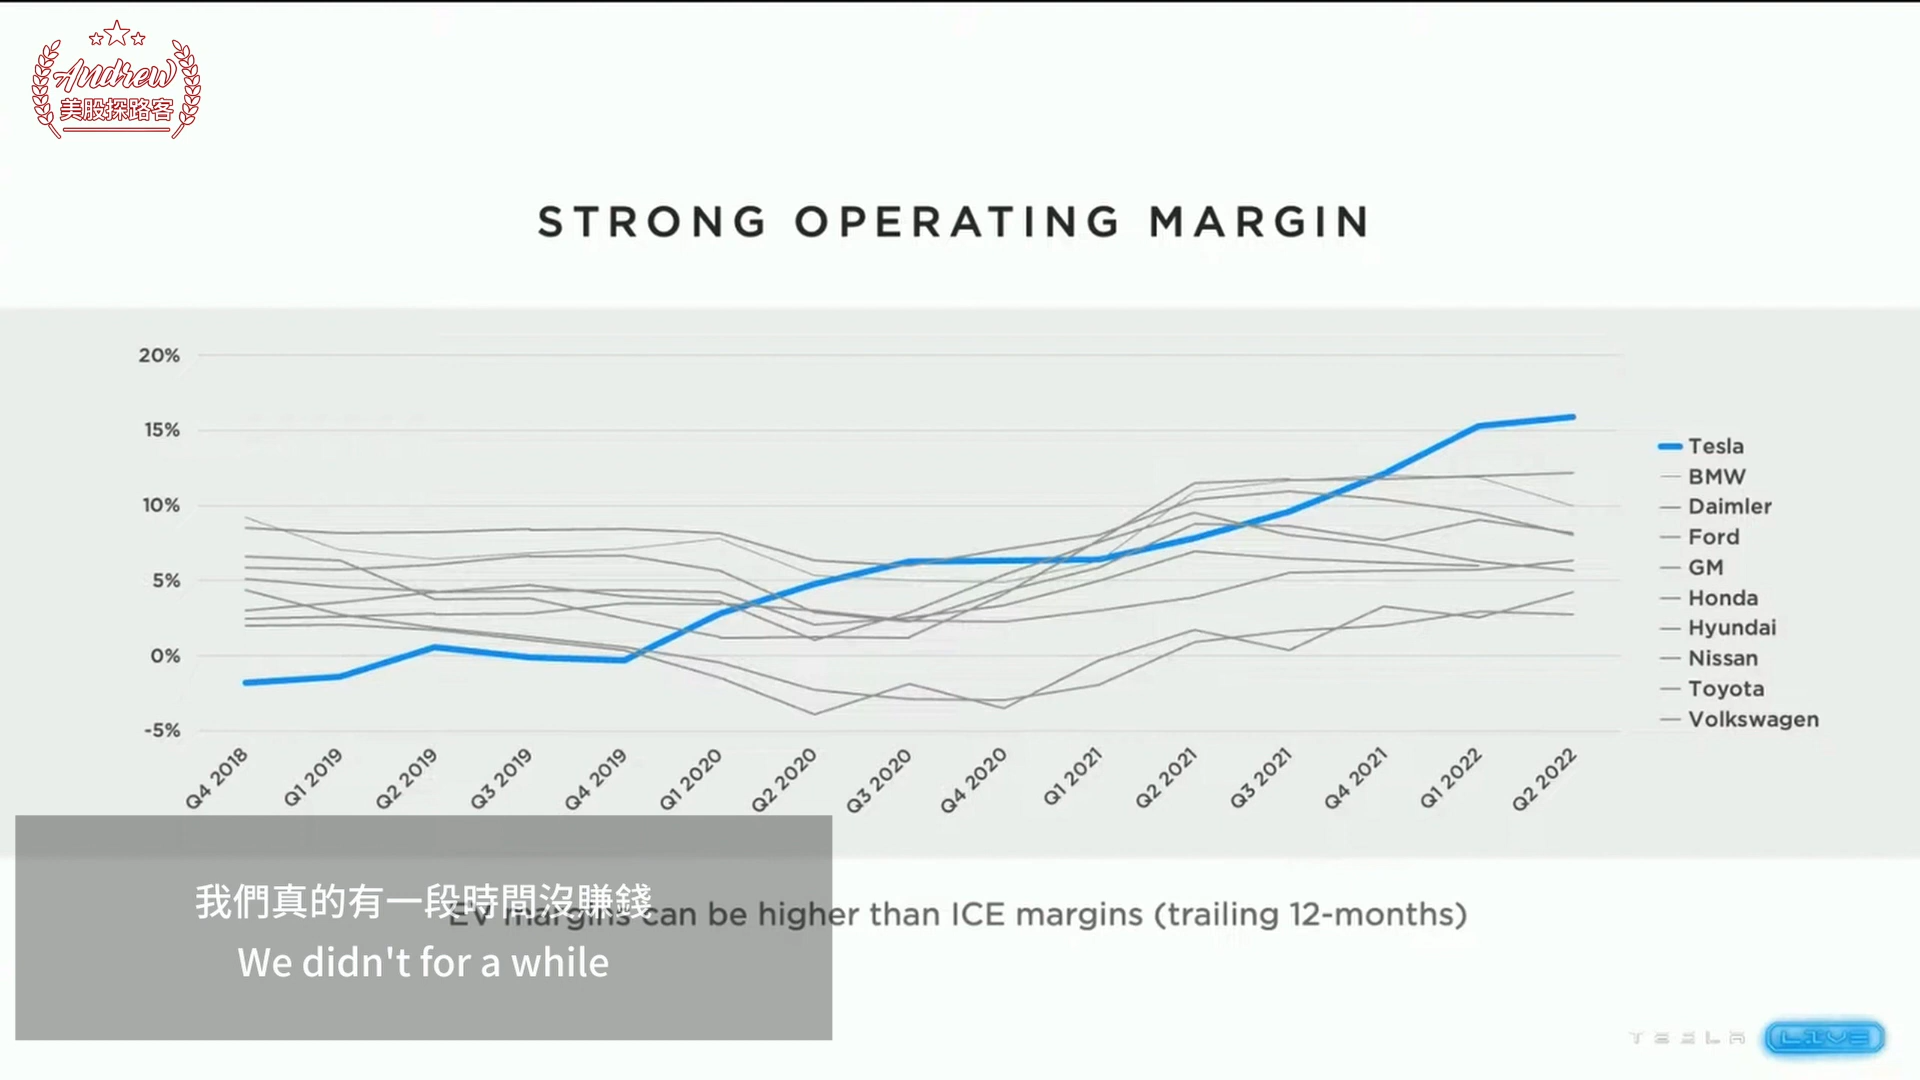 Andrew
美股探路客
STRONG OPERATING MARGIN
20%
15%
10%
5%
0%
-5%
Q4 2018
Q1 2019
Q2 2019
Q3 2019
Q4 2019
Q1 2020
Q2 2020
Q3 2020
Q4 2020
Q1 2021
Q2 2021
Q3 2021
Q4 2021
Q1 2022
Q2 2022
Tesla
BMW
Daimler
Ford
GM
Honda
Hyundai
Nissan
Toyota
Volkswagen
EV margins can be higher than ICE margins (trailing 12-months)
我們真的有一段時間沒賺錢
We didn't for a while
TESLA LIVE